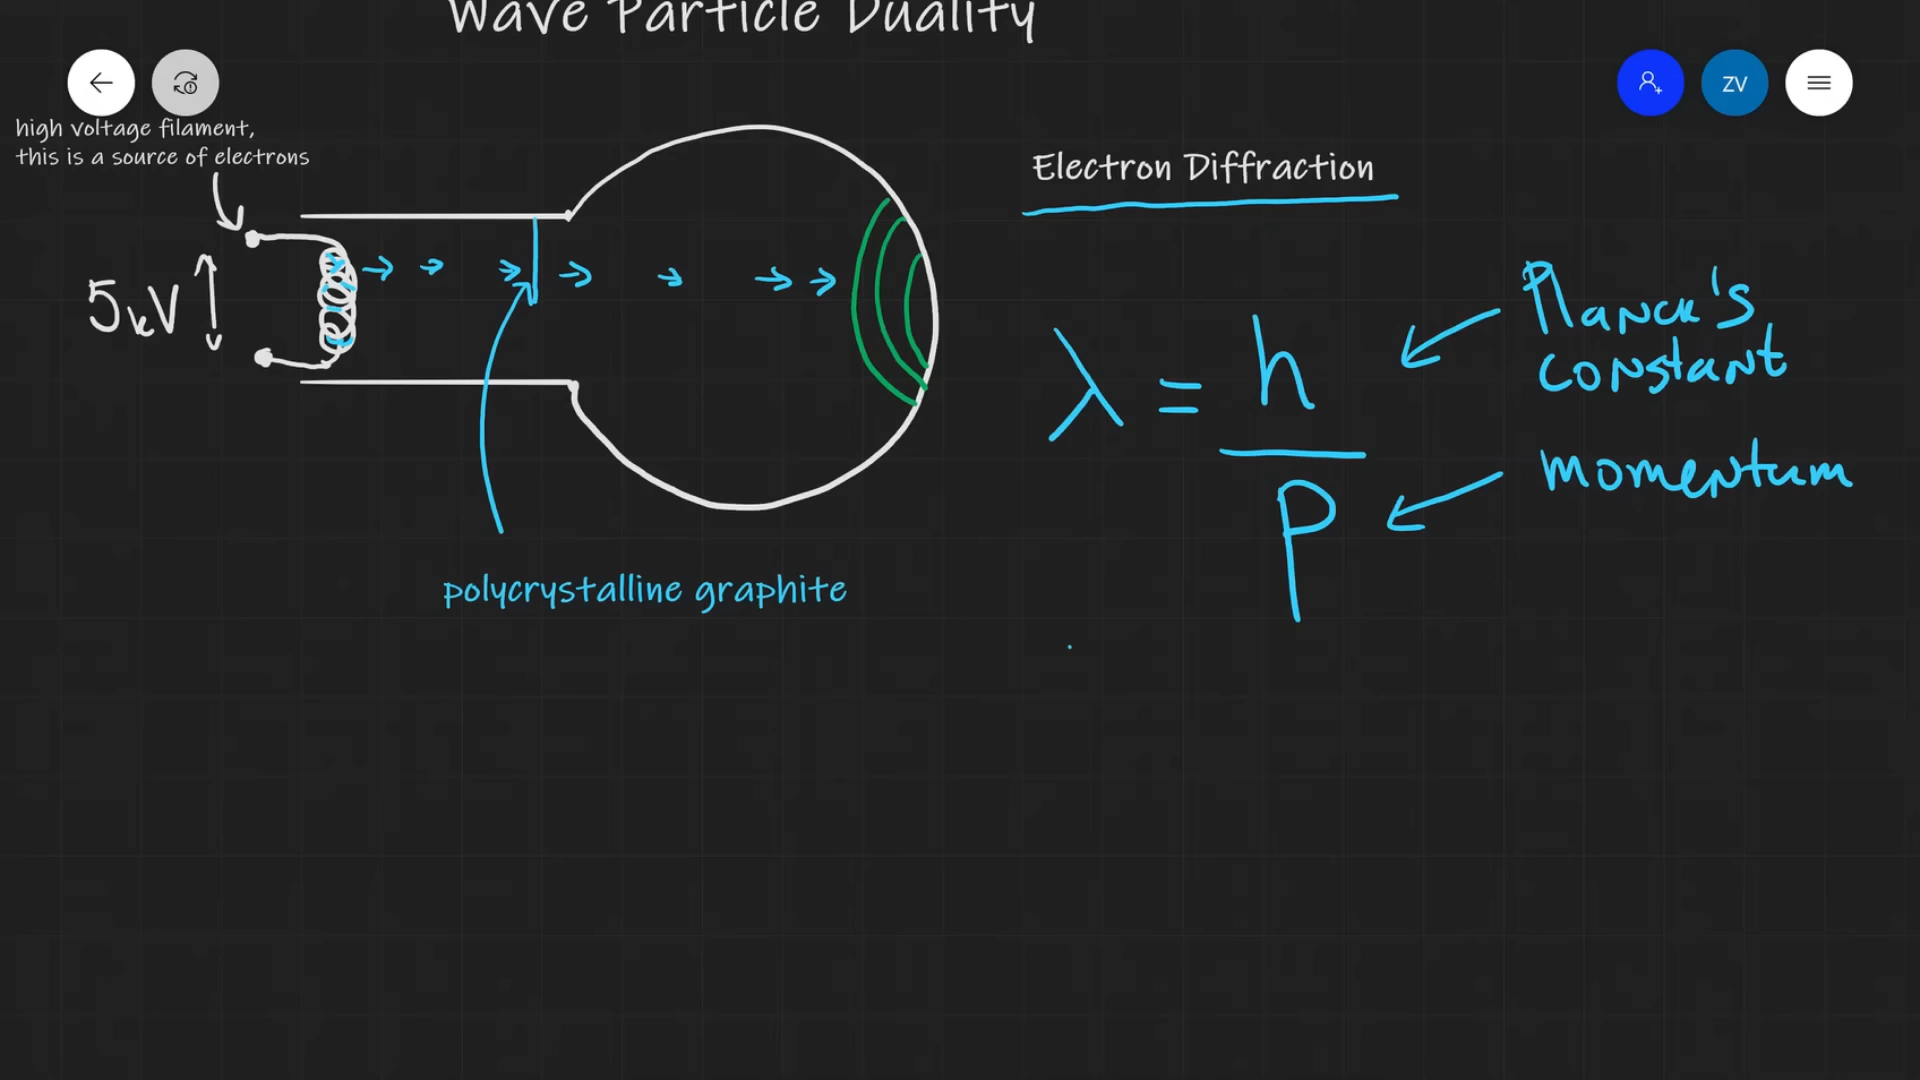 Wave Particle Duality
ZV
high voltage filament,
this is a source of electrons
Electron Diffraction
5kV
λ = h
P
Planck's
constant
momentum
polycrystalline graphite